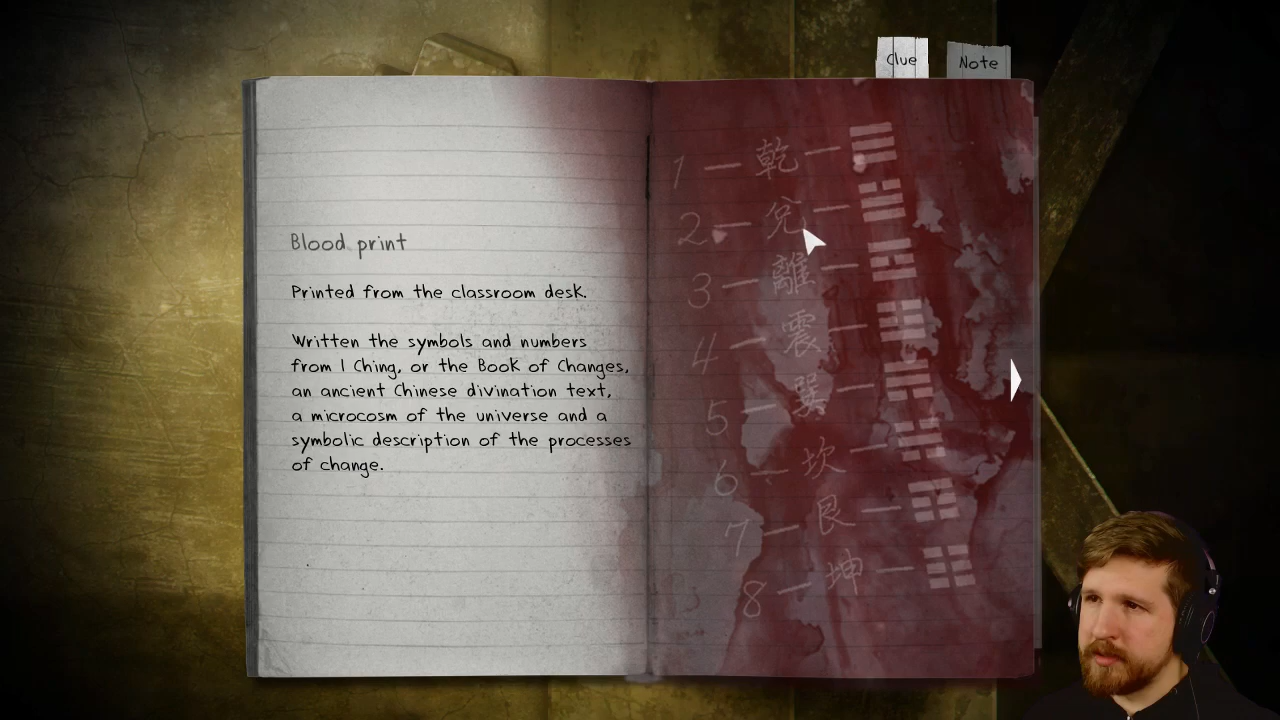 Clue
Note
Blood print
Printed from the classroom desk.
Written the symbols and numbers
from I Ching, or the Book of Changes,
an ancient Chinese divination text,
a microcosm of the universe and a
symbolic description of the processes
of change.
1 — 乾 — ☰
2 — 兌 — ☱
3 — 離 — ☲
4 — 震 — ☳
5 — 巽 — ☴
6 — 坎 — ☵
7 — 艮 — ☶
8 — 坤 — ☷